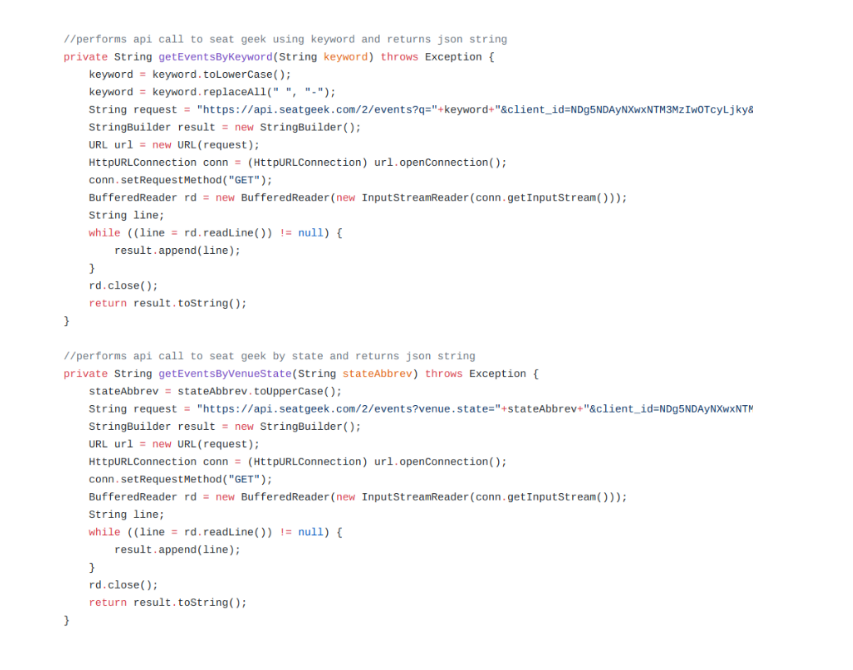 //performs api call to seat geek using keyword and returns json string
private String getEventsByKeyword(String keyword) throws Exception {
    keyword = keyword.toLowerCase();
    keyword = keyword.replaceAll(" ", "-");
    String request = "https://api.seatgeek.com/2/events?q="+keyword+"&client_id=NDg5NDAyNXwxNTM3MzIwOTcyLjky&
    StringBuilder result = new StringBuilder();
    URL url = new URL(request);
    HttpURLConnection conn = (HttpURLConnection) url.openConnection();
    conn.setRequestMethod("GET");
    BufferedReader rd = new BufferedReader(new InputStreamReader(conn.getInputStream()));
    String line;
    while ((line = rd.readLine()) != null) {
        result.append(line);
    }
    rd.close();
    return result.toString();
}

//performs api call to seat geek by state and returns json string
private String getEventsByVenueState(String stateAbbrev) throws Exception {
    stateAbbrev = stateAbbrev.toUpperCase();
    String request = "https://api.seatgeek.com/2/events?venue.state="+stateAbbrev+"&client_id=NDg5NDAyNXwxNTM
    StringBuilder result = new StringBuilder();
    URL url = new URL(request);
    HttpURLConnection conn = (HttpURLConnection) url.openConnection();
    conn.setRequestMethod("GET");
    BufferedReader rd = new BufferedReader(new InputStreamReader(conn.getInputStream()));
    String line;
    while ((line = rd.readLine()) != null) {
        result.append(line);
    }
    rd.close();
    return result.toString();
}